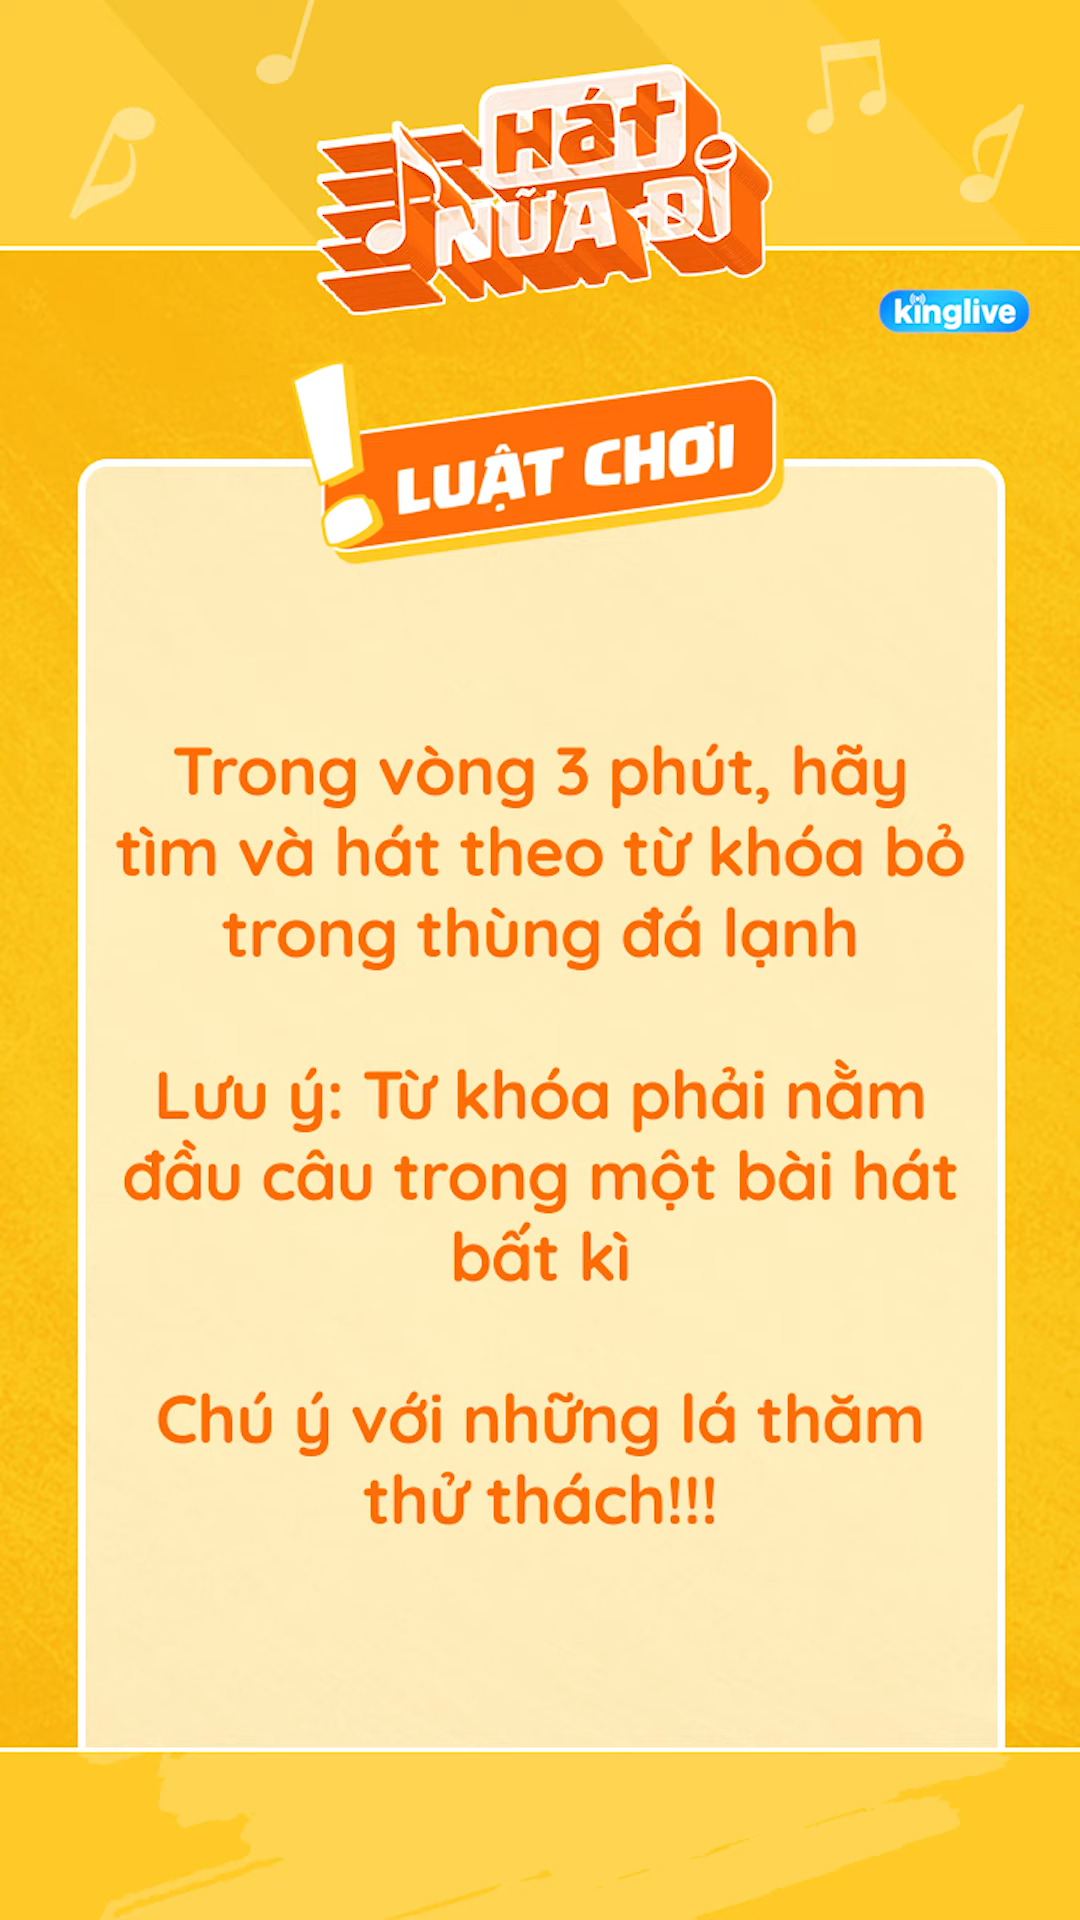 Hát
NỮA ĐI
kinglive
LUẬT CHƠI
Trong vòng 3 phút, hãy
tìm và hát theo từ khóa bỏ
trong thùng đá lạnh
Lưu ý: Từ khóa phải nằm
đầu câu trong một bài hát
bất kì
Chú ý với những lá thăm
thử thách!!!